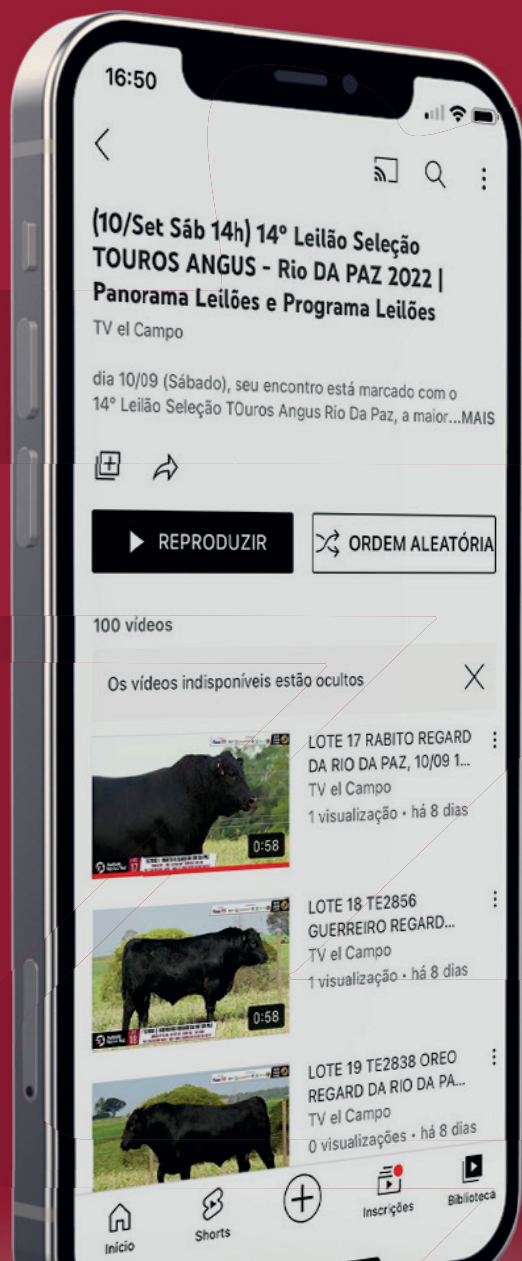 16:50
(10/Set Sáb 14h) 14º Leilão Seleção
TOUROS ANGUS - Rio DA PAZ 2022 |
Panorama Leilões e Programa Leilões
TV el Campo
dia 10/09 (Sábado), seu encontro está marcado com o
14º Leilão Seleção TOuros Angus Rio Da Paz, a maior...MAIS
REPRODUZIR
ORDEM ALEATÓRIA
100 vídeos
Os vídeos indisponíveis estão ocultos
LOTE 17 RABITO REGARD
DA RIO DA PAZ, 10/09 1...
TV el Campo
1 visualização • há 8 dias
17
0:58
LOTE 18 TE2856
GUERREIRO REGARD...
TV el Campo
1 visualização • há 8 dias
18
0:58
LOTE 19 TE2838 OREO
REGARD DA RIO DA PA...
TV el Campo
0 visualizações • há 8 dias
Início
Shorts
Inscrições
Biblioteca